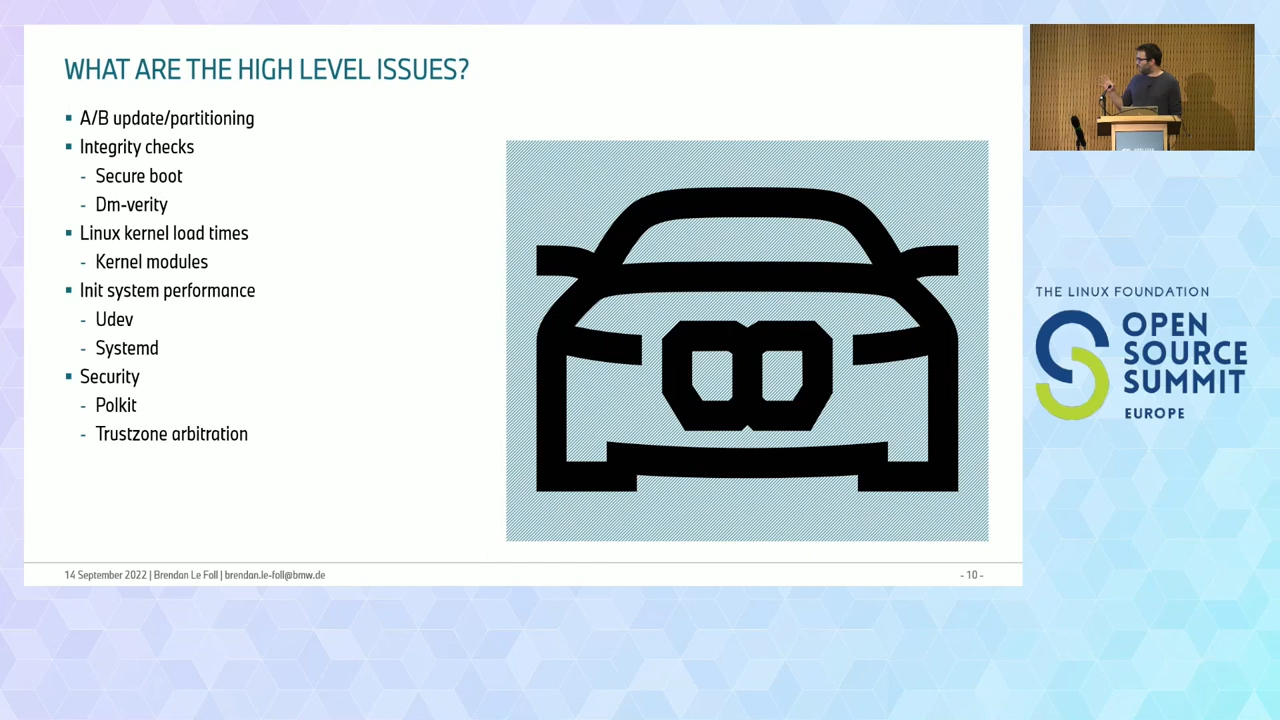 WHAT ARE THE HIGH LEVEL ISSUES?
▪ A/B update/partitioning
▪ Integrity checks
- Secure boot
- Dm-verity
▪ Linux kernel load times
- Kernel modules
▪ Init system performance
- Udev
- Systemd
▪ Security
- Polkit
- Trustzone arbitration
14 September 2022 | Brendan Le Foll | brendan.le-foll@bmw.de
- 10 -
THE LINUX FOUNDATION
OPEN
SOURCE
SUMMIT
EUROPE